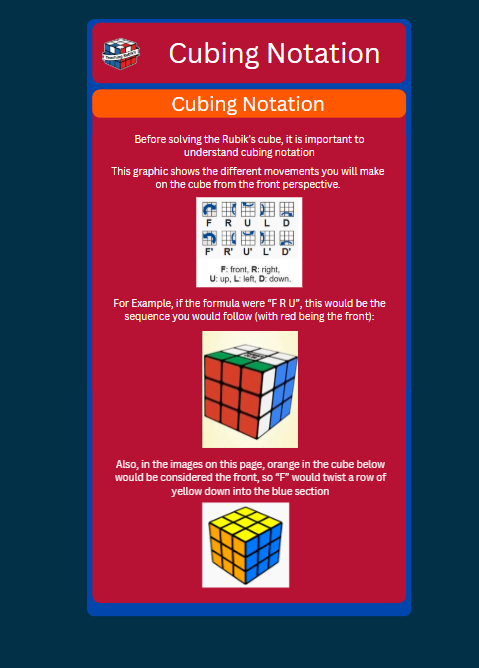 Cubing Notation
Cubing Notation
Before solving the Rubik's cube, it is important to
understand cubing notation
This graphic shows the different movements you will make
on the cube from the front perspective.
F R U L D
F' R' U' L' D'
F: front, R: right,
U: up, L: left, D: down.
For Example, if the formula were “F R U”, this would be the
sequence you would follow (with red being the front):
Also, in the images on this page, orange in the cube below
would be considered the front, so “F” would twist a row of
yellow down into the blue section